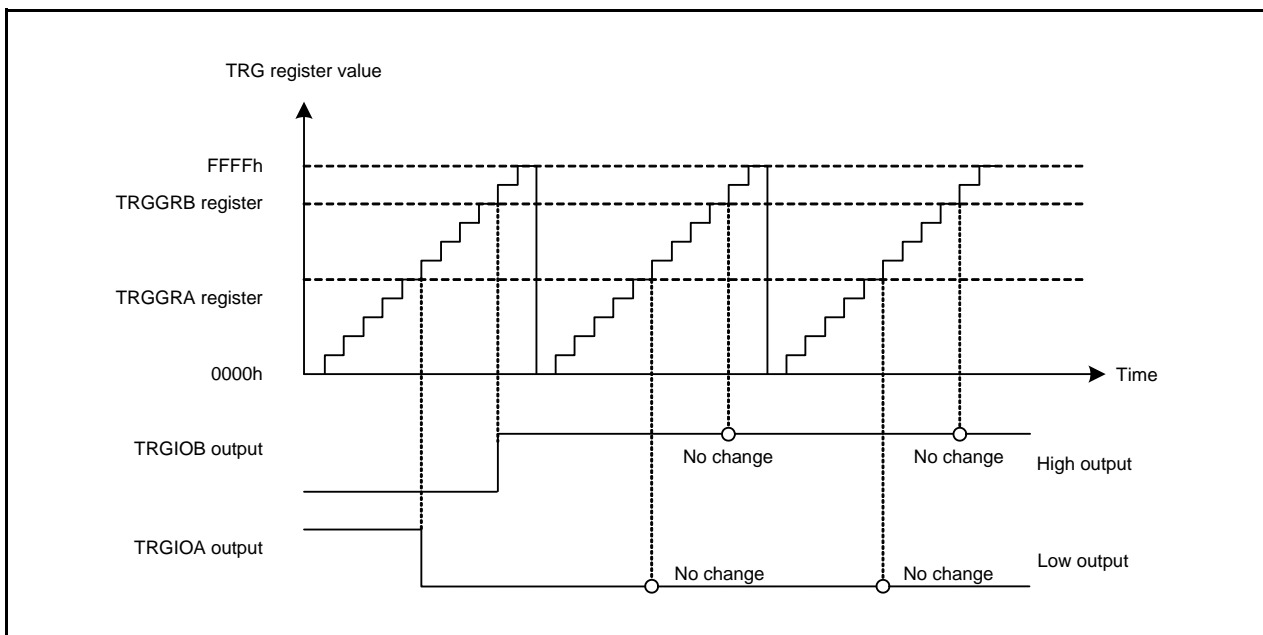 TRG register value
FFFFh
TRGGRB register
TRGGRA register
0000h
Time
TRGIOB output
No change
No change
High output
TRGIOA output
No change
No change
Low output